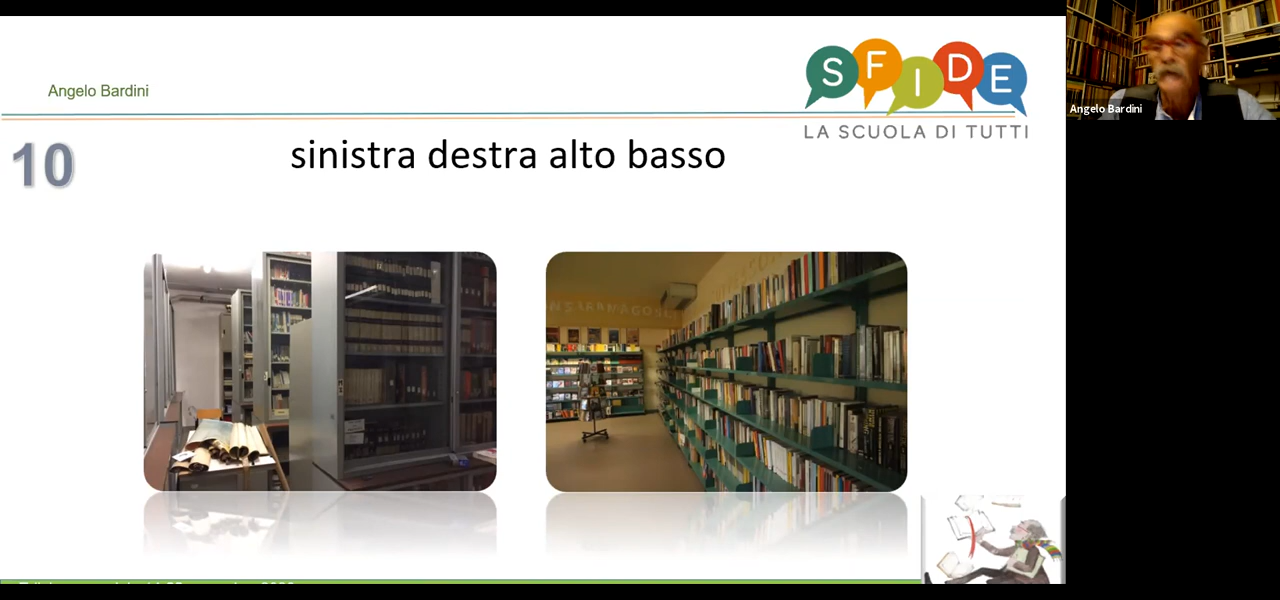 Angelo Bardini
SFIDE
LA SCUOLA DI TUTTI
10
sinistra destra alto basso
Angelo Bardini